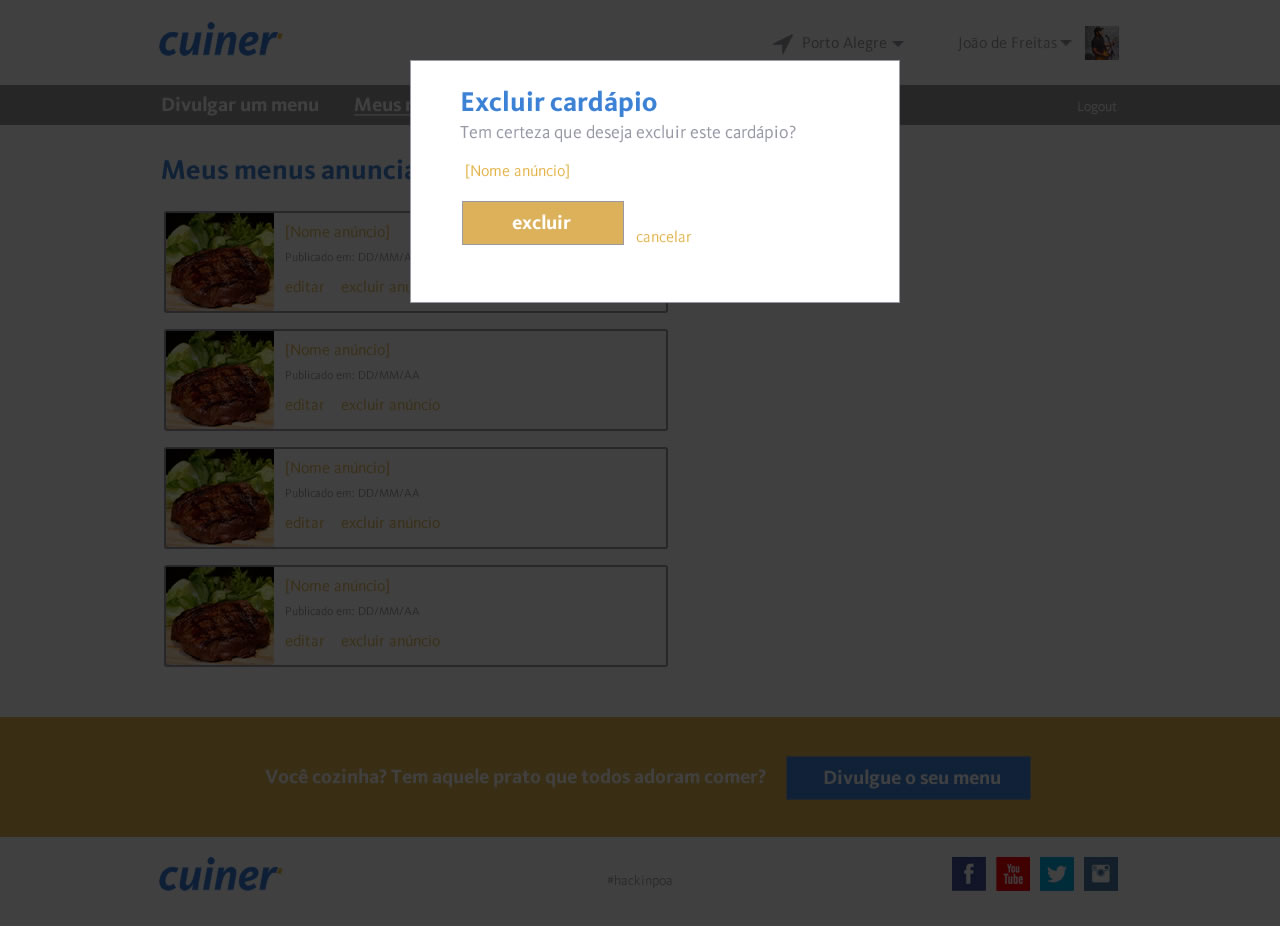 cuiner
Porto Alegre
João de Freitas
Divulgar um menu
Meus
Logout
Excluir cardápio
Tem certeza que deseja excluir este cardápio?
[Nome anúncio]
excluir
cancelar
Meus menus
[Nome anúncio]
Publicado em: DD/MM/
editar excluir
[Nome anúncio]
Publicado em: DD/MM/AA
editar excluir anúncio
[Nome anúncio]
Publicado em: DD/MM/AA
editar excluir anúncio
[Nome anúncio]
Publicado em: DD/MM/AA
editar excluir anúncio
Você cozinha? Tem aquele prato que todos adoram comer?
Divulgue o seu menu
cuiner
#hackinpoa
You
Tube